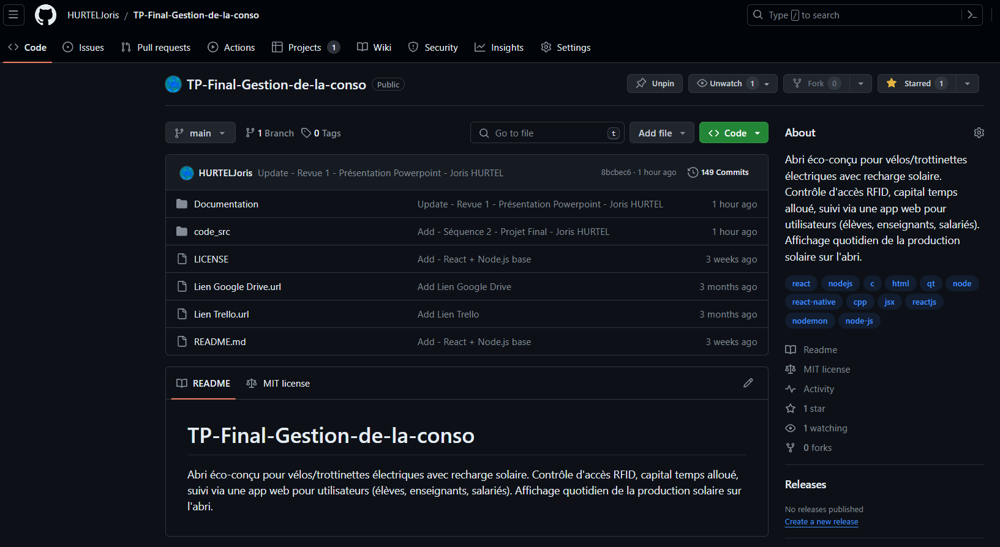 HURTELJoris / TP-Final-Gestion-de-la-conso
Type / to search
Code Issues Pull requests Actions Projects 1 Wiki Security Insights Settings
TP-Final-Gestion-de-la-conso Public
Unpin Unwatch 1 Fork 0 Starred 1
main 1 Branch 0 Tags
Go to file t Add file Code
HURTELJoris Update - Revue 1 - Présentation Powerpoint - Joris HURTEL 8bcbec6 · 1 hour ago 149 Commits
Documentation Update - Revue 1 - Présentation Powerpoint - Joris HURTEL 1 hour ago
code_src Add - Séquence 2 - Projet Final - Joris HURTEL 1 hour ago
LICENSE Add - React + Node.js base 3 weeks ago
Lien Google Drive.url Add Lien Google Drive 3 months ago
Lien Trello.url Add Lien Trello 3 months ago
README.md Add - React + Node.js base 3 weeks ago
README MIT license
TP-Final-Gestion-de-la-conso
Abri éco-conçu pour vélos/trottinettes électriques avec recharge solaire. Contrôle d'accès RFID, capital temps alloué,
suivi via une app web pour utilisateurs (élèves, enseignants, salariés). Affichage quotidien de la production solaire sur
l'abri.
About
Abri éco-conçu pour vélos/trottinettes
électriques avec recharge solaire.
Contrôle d'accès RFID, capital temps
alloué, suivi via une app web pour
utilisateurs (élèves, enseignants, salariés).
Affichage quotidien de la production
solaire sur l'abri.
react nodejs c html qt node
react-native cpp jsx reactjs
nodemon node-js
Readme
MIT license
Activity
1 star
1 watching
0 forks
Releases
No releases published
Create a new release